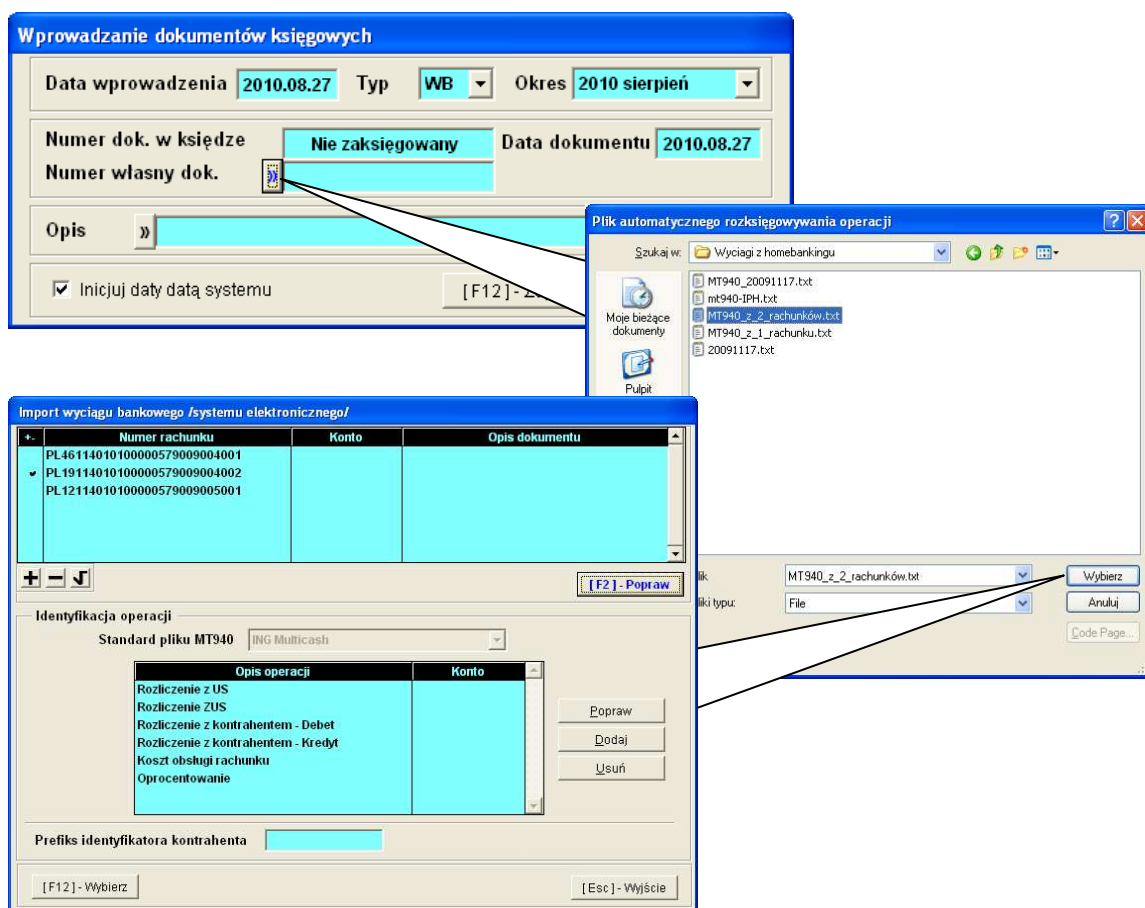 Wprowadzanie dokumentów księgowych
Data wprowadzenia 2010.08.27 Typ WB Okres 2010 sierpień
Numer dok. w księdze Nie zaksięgowany Data dokumentu 2010.08.27
Numer własny dok. »
Opis »
Inicjuj daty datą systemu [F12]-
Plik automatycznego rozksięgowywania operacji
Szukaj w: Wyciagi z homebankingu
MT940_20091117.txt
mt940-IPH.txt
MT940_z_2_rachunków.txt
MT940_z_1_rachunku.txt
20091117.txt
Moje bieżące
dokumenty
Pulpit
MT940_z_2_rachunków.txt Wybierz
File Anuluj
Code Page...
Import wyciągu bankowego /systemu elektronicznego/
+- Numer rachunku Konto Opis dokumentu
PL46114010100000579009004001
PL19114010100000579009004002
PL12114010100000579009005001
[F2]-Popraw
Identyfikacja operacji
Standard pliku MT940 ING Multicash
Opis operacji Konto
Rozliczenie z US
Rozliczenie ZUS
Rozliczenie z kontrahentem - Debet
Rozliczenie z kontrahentem - Kredyt
Koszt obsługi rachunku
Oprocentowanie
Popraw
Dodaj
Usuń
Prefiks identyfikatora kontrahenta
[F12]-Wybierz [Esc]-Wyjście